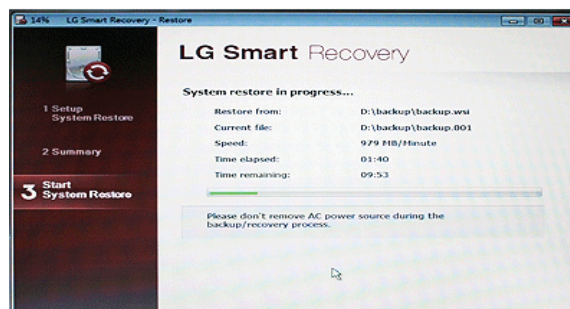 14% LG Smart Recovery - Restore
LG Smart Recovery
System restore in progress...
1 Setup
System Restore
2 Summary
3 Start
System Restore
Restore from: D:\backup\backup.wsi
Current file: D:\backup\backup.001
Speed: 979 MB/Minute
Time elapsed: 01:40
Time remaining: 09:53
Please don't remove AC power source during the
backup/recovery process.